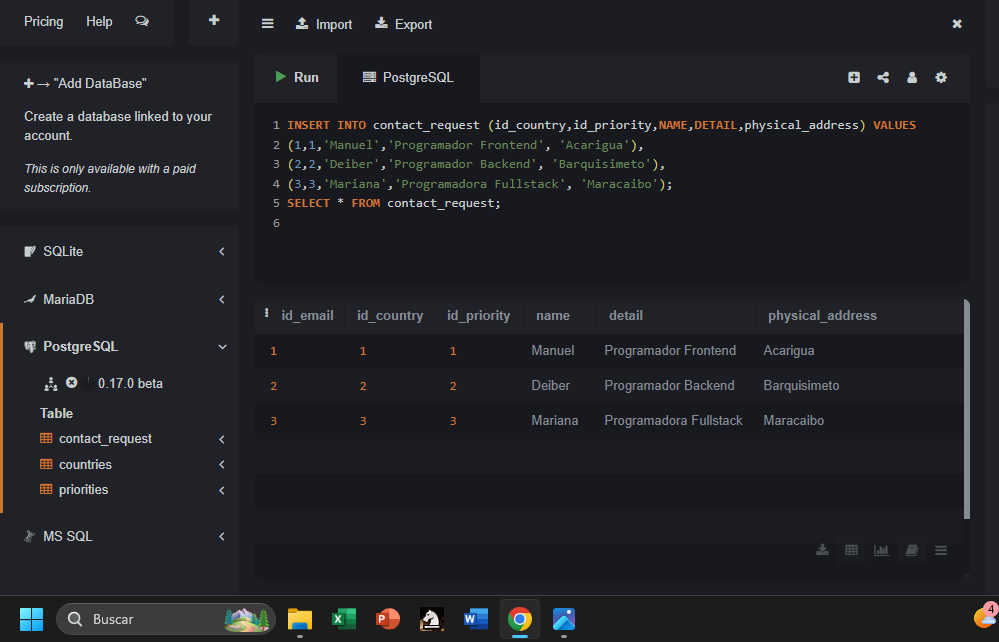 Pricing Help
Import Export
+→ "Add DataBase"
Create a database linked to your
account.
This is only available with a paid
subscription.
Run PostgreSQL
1 INSERT INTO contact_request (id_country,id_priority,NAME,DETAIL,physical_address) VALUES
2 (1,1,'Manuel','Programador Frontend', 'Acarigua'),
3 (2,2,'Deiber','Programador Backend', 'Barquisimeto'),
4 (3,3,'Mariana','Programadora Fullstack', 'Maracaibo');
5 SELECT * FROM contact_request;
6
SQLite
MariaDB
PostgreSQL
0.17.0 beta
Table
contact_request
countries
priorities
MS SQL
id_email id_country id_priority name detail physical_address
1 1 1 Manuel Programador Frontend Acarigua
2 2 2 Deiber Programador Backend Barquisimeto
3 3 3 Mariana Programadora Fullstack Maracaibo
Buscar
X
P
W
4